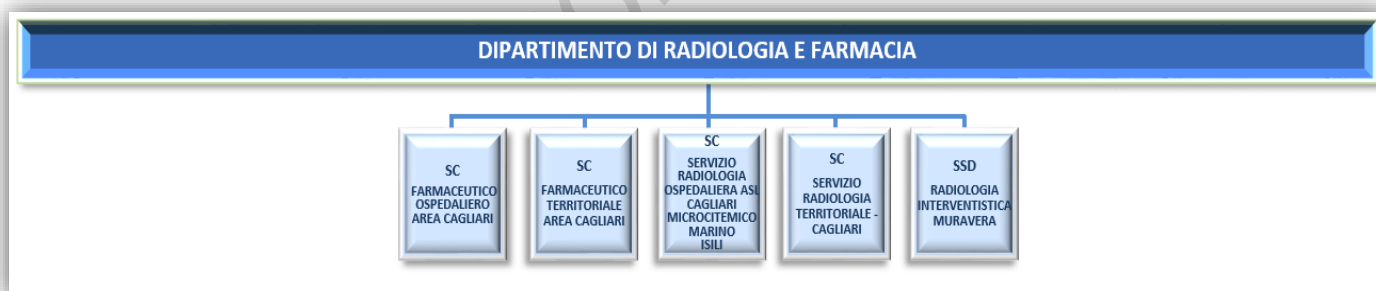 DIPARTIMENTO DI RADIOLOGIA E FARMACIA
SC
FARMACEUTICO
OSPEDALIERO
AREA CAGLIARI
SC
FARMACEUTICO
TERRITORIALE
AREA CAGLIARI
SC
SERVIZIO
RADIOLOGIA
OSPEDALIERA ASL
CAGLIARI
MICROCITEMICO
MARINO
ISILI
SC
SERVIZIO
RADIOLOGIA
TERRITORIALE -
CAGLIARI
SSD
RADIOLOGIA
INTERVENTISTICA
MURAVERA